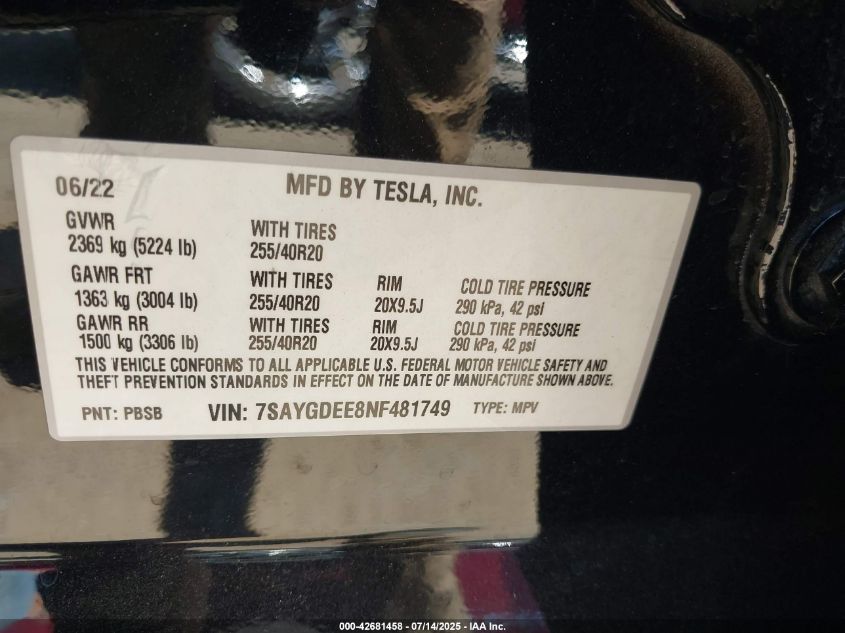 06/22 MFD BY TESLA, INC.
GVWR
2369 kg (5224 lb) WITH TIRES
255/40R20
GAWR FRT WITH TIRES RIM COLD TIRE PRESSURE
1363 kg (3004 lb) 255/40R20 20X9.5J 290 kPa, 42 psi
GAWR RR WITH TIRES RIM COLD TIRE PRESSURE
1500 kg (3306 lb) 255/40R20 20X9.5J 290 kPa, 42 psi
THIS VEHICLE CONFORMS TO ALL APPLICABLE U.S. FEDERAL MOTOR VEHICLE SAFETY AND
THEFT PREVENTION STANDARDS IN EFFECT ON THE DATE OF MANUFACTURE SHOWN ABOVE.
PNT: PBSB VIN: 7SAYGDEE8NF481749 TYPE: MPV
000-42681458 - 07/14/2025 - IAA Inc.